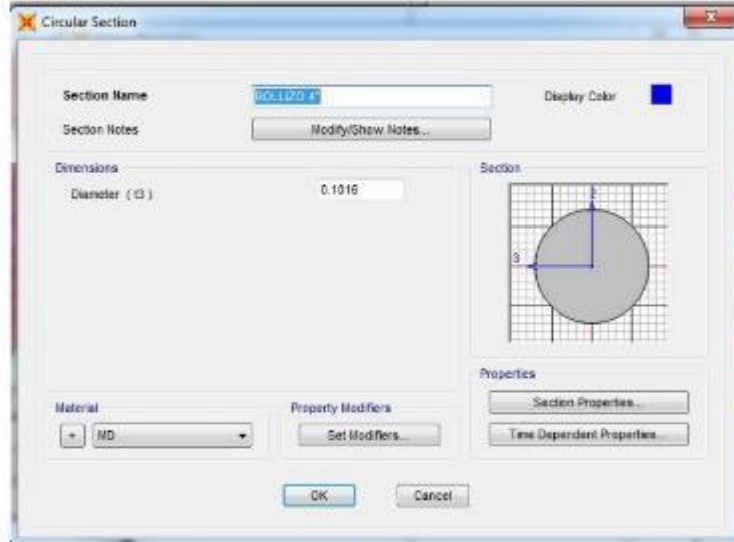 Circular Section
Section Name
ROLLIZO 4"
Display Color
Section Notes
Modify/Show Notes...
Dimensions
Diameter ( t3 )
0.1016
Section
2
3
Properties
Section Properties...
Time Dependent Properties...
Material
+
MD
Property Modifiers
Set Modifiers...
OK
Cancel